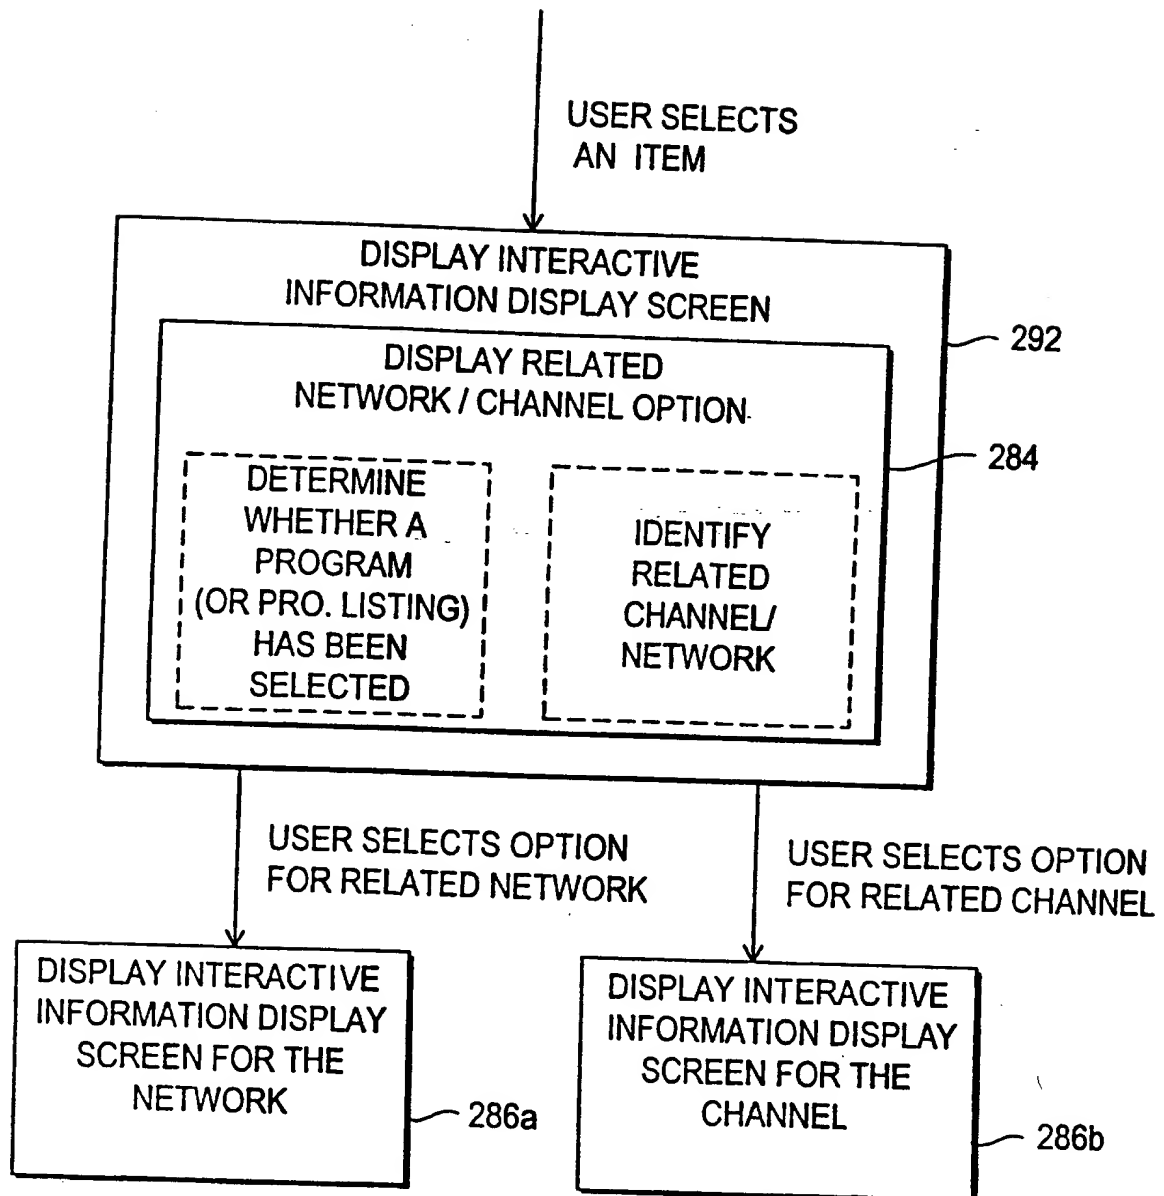 USER SELECTS
AN ITEM
DISPLAY INTERACTIVE
INFORMATION DISPLAY SCREEN
292
DISPLAY RELATED
NETWORK / CHANNEL OPTION
284
DETERMINE
WHETHER A
PROGRAM
(OR PRO. LISTING)
HAS BEEN
SELECTED
IDENTIFY
RELATED
CHANNEL/
NETWORK
USER SELECTS OPTION
FOR RELATED NETWORK
USER SELECTS OPTION
FOR RELATED CHANNEL
DISPLAY INTERACTIVE
INFORMATION DISPLAY
SCREEN FOR THE
NETWORK
286a
DISPLAY INTERACTIVE
INFORMATION DISPLAY
SCREEN FOR THE
CHANNEL
286b